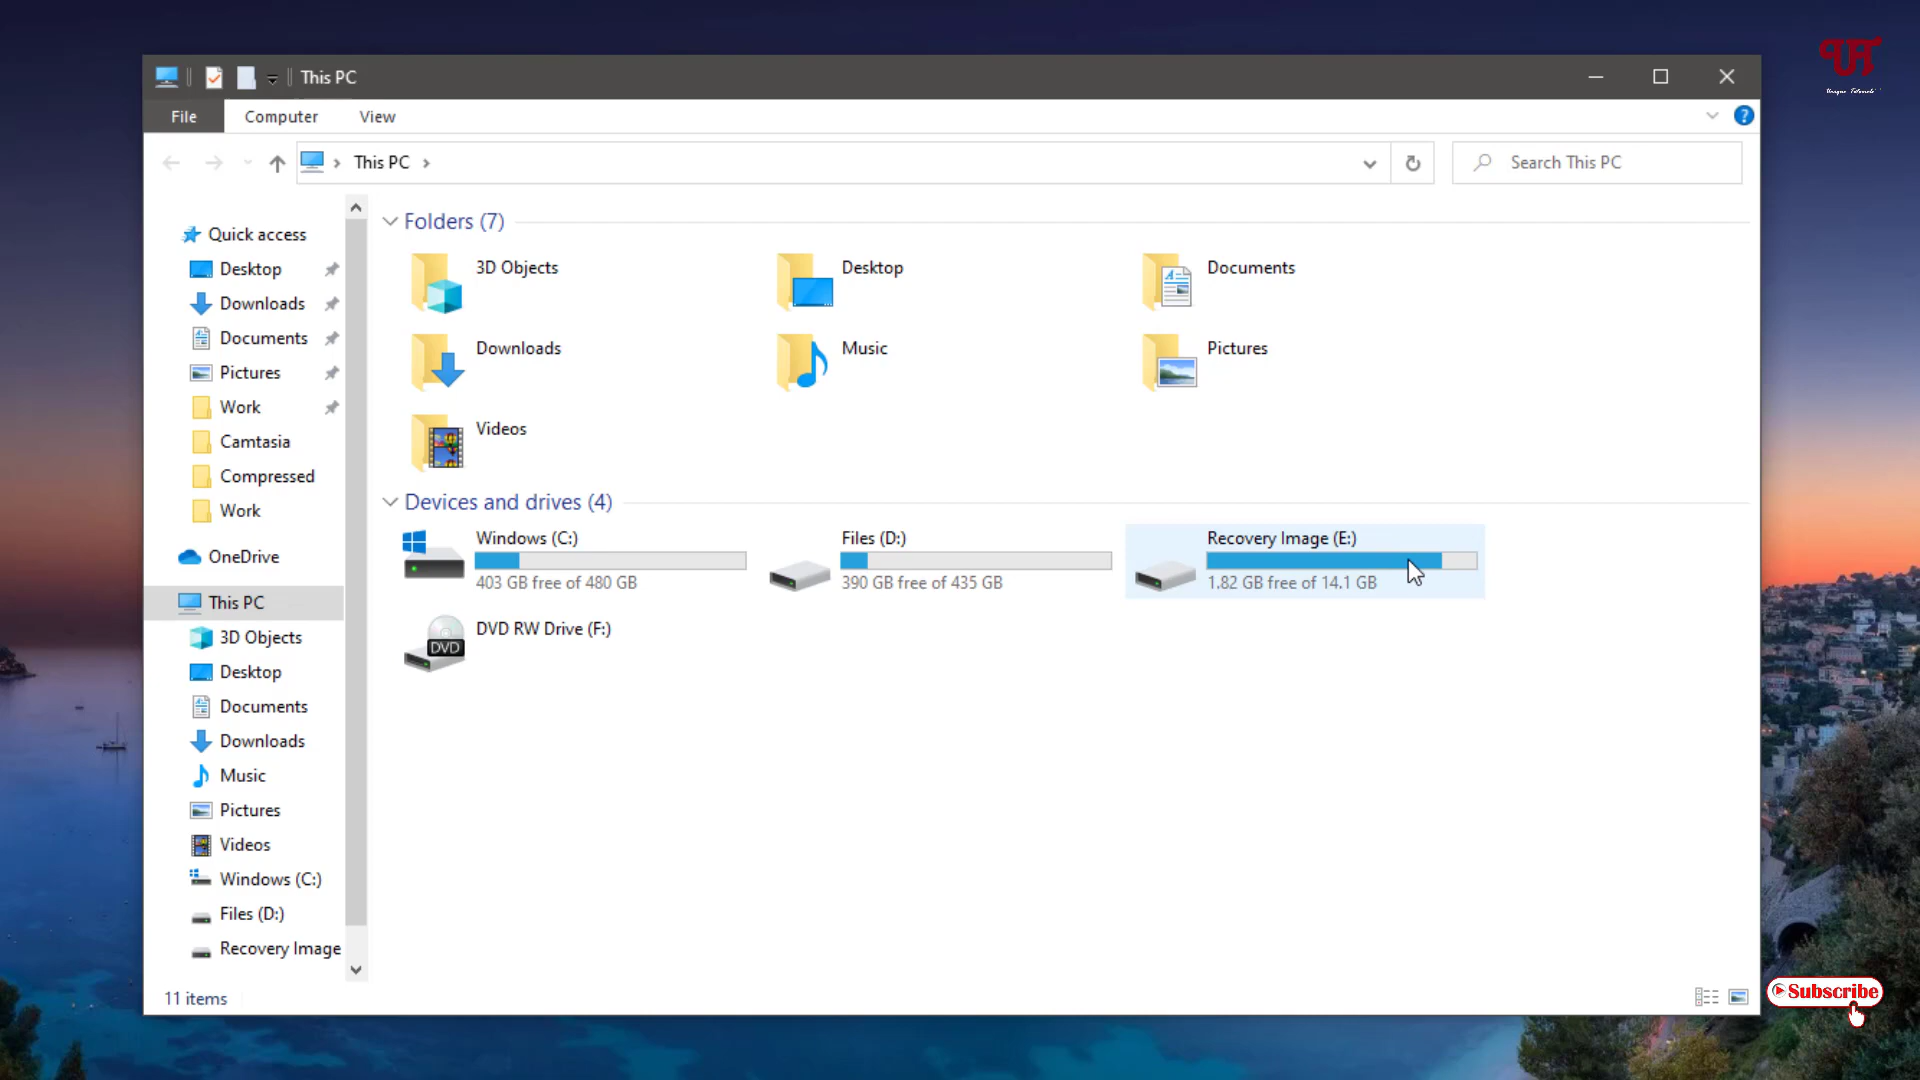 This PC
File Computer View
This PC
Search This PC
Quick access
Desktop
Downloads
Documents
Pictures
Work
Camtasia
Compressed
Work
OneDrive
This PC
3D Objects
Desktop
Documents
Downloads
Music
Pictures
Videos
Windows (C:)
Files (D:)
Recovery Image
Folders (7)
3D Objects
Desktop
Documents
Downloads
Music
Pictures
Videos
Devices and drives (4)
Windows (C:)
403 GB free of 480 GB
Files (D:)
390 GB free of 435 GB
Recovery Image (E:)
1.82 GB free of 14.1 GB
DVD
DVD RW Drive (F:)
11 items
UT
Unique Tutorials
Subscribe